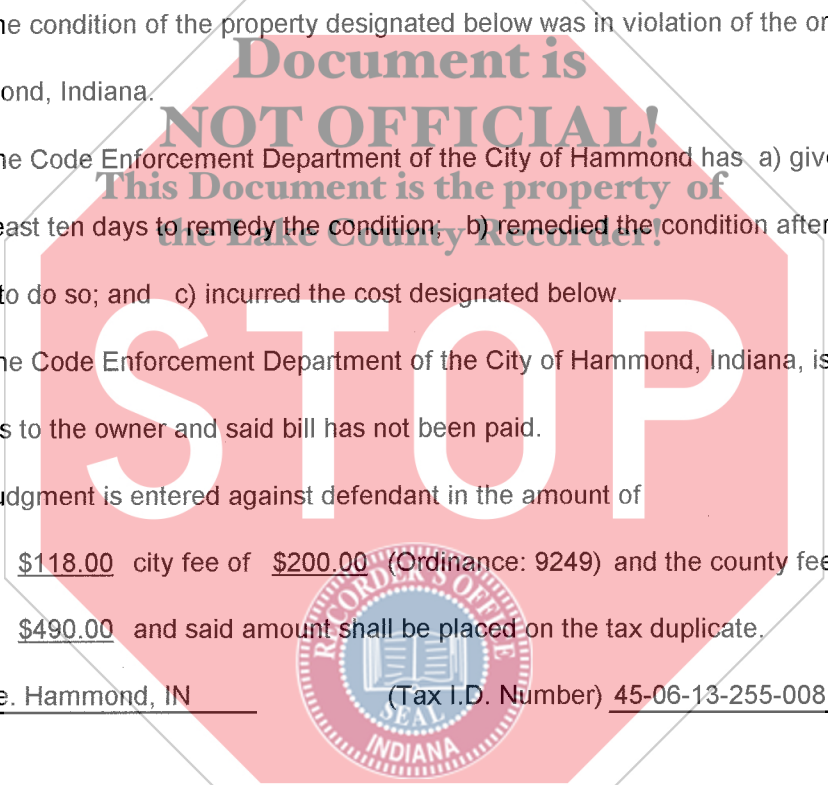 he condition of the property designated below was in violation of the or
Document is
ond, Indiana.
NOT OFFICIAL!
he Code Enforcement Department of the City of Hammond has a) give
This Document is the property of
east ten days to remedy the condition; b) remedied the condition after
the Lake County Recorder!
to do so; and c) incurred the cost designated below.
STOP
he Code Enforcement Department of the City of Hammond, Indiana, is
s to the owner and said bill has not been paid.
udgment is entered against defendant in the amount of
$118.00 city fee of $200.00 (Ordinance: 9249) and the county fee
$490.00 and said amount shall be placed on the tax duplicate.
e. Hammond, IN (Tax I.D. Number) 45-06-13-255-008
RECORDER'S OFFICE
SEAL
INDIANA